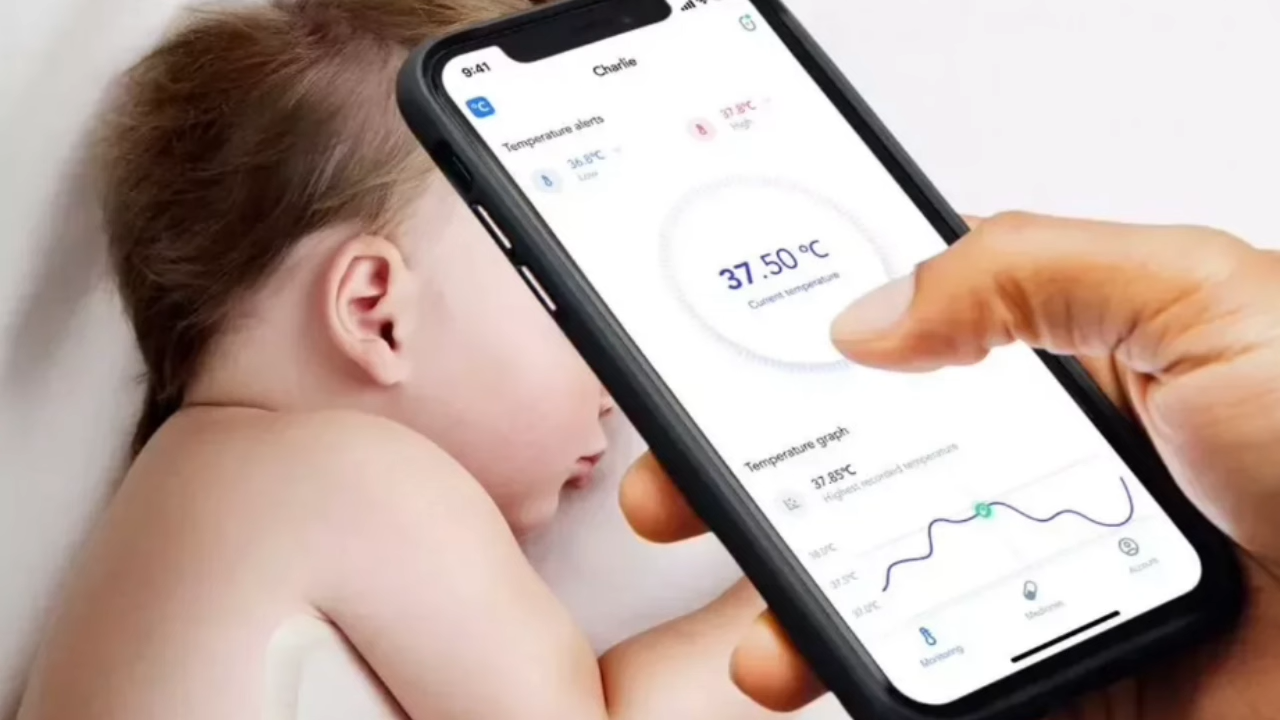 9:41
Charlie
°C
Temperature alerts
36.8°C
Low
37.8°C
High
37.50 °C
Current temperature
Temperature graph
37.85°C
Highest recorded temperature
38.0°C
37.5°C
37.0°C
Monitoring
Medicines
Account